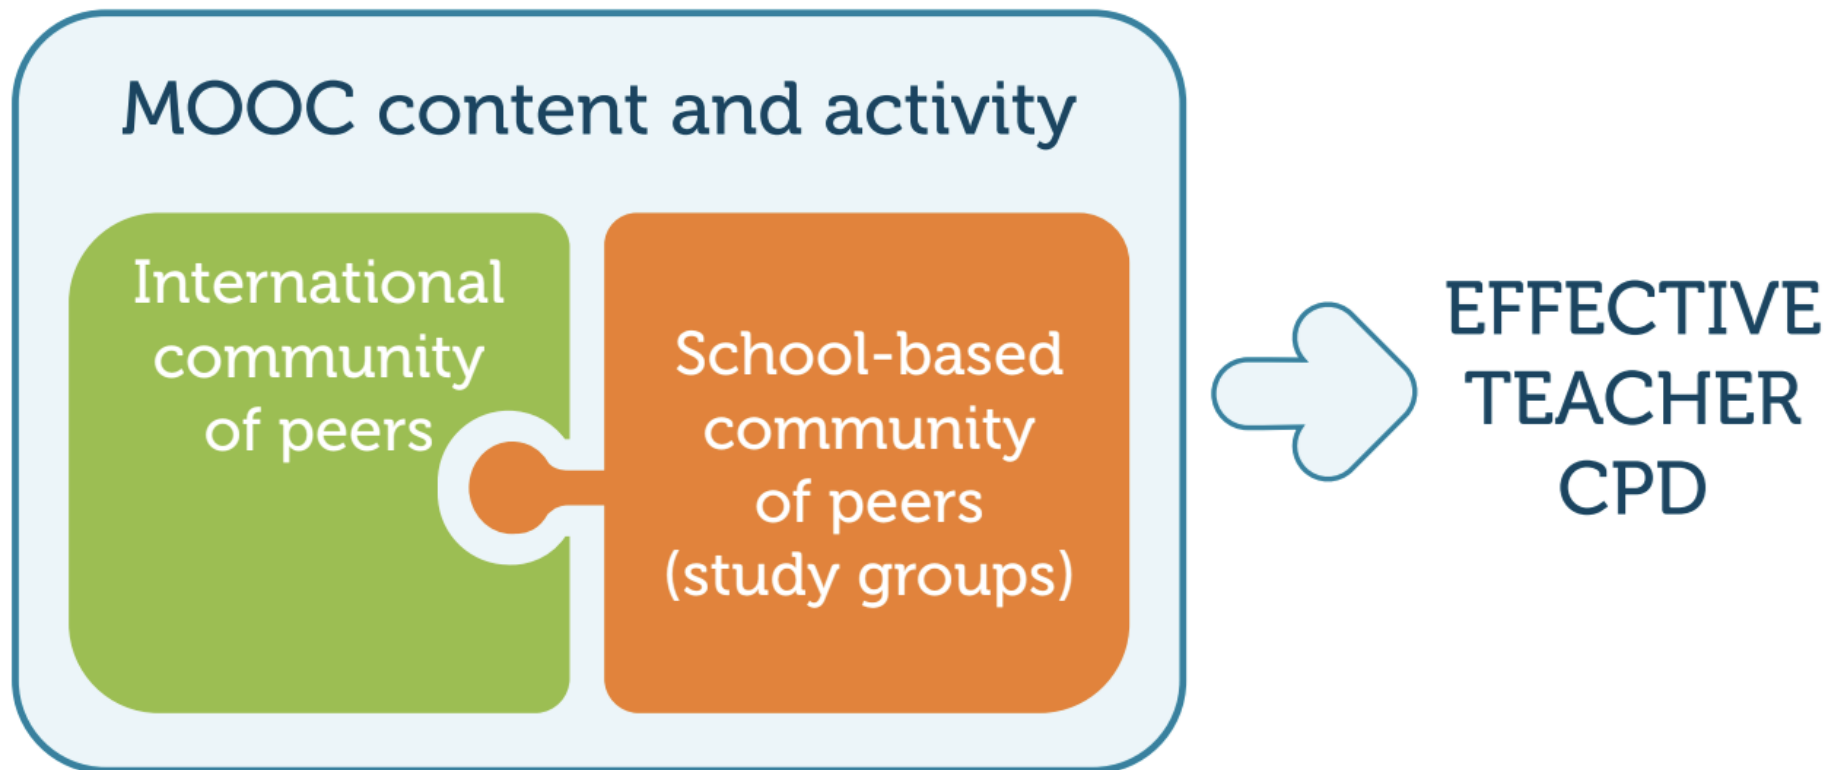 MOOC content and activity
International
community
of peers
School-based
community
of peers
(study groups)
EFFECTIVE
TEACHER
CPD